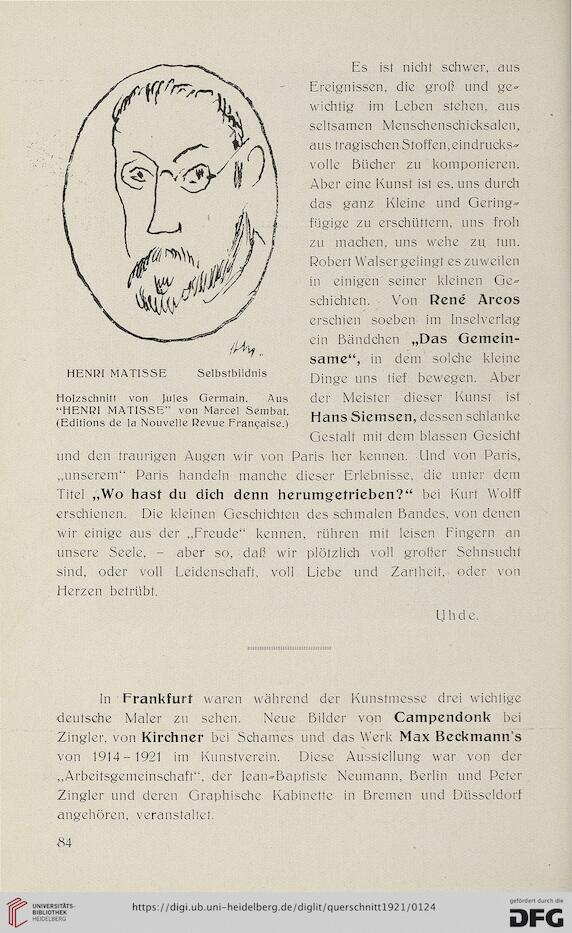 Es ist nicht schwer, aus
Ereignissen, die groß und ge-
wichtig im Leben stehen, aus
seltsamen Menschenschicksalen,
aus tragischen Stoffen, eindrucks-
volle Bücher zu komponieren.
Aber eine Kunst ist es, uns durch
das ganz Kleine und Gering-
fügige zu erschüttern, uns froh
zu machen, uns wehe zu tun.
Robert Walser gelingt es zuweilen
in einigen seiner kleinen Ge-
schichten. Von René Arcos
erschien soeben im Inselverlag
ein Bändchen „Das Gemein-
same“, in dem solche kleine
Dinge uns tief bewegen. Aber
der Meister dieser Kunst ist
Hans Siemsen, dessen schlanke
Gestalt mit dem blassen Gesicht
HENRI MATISSE Selbstbildnis
Holzschnitt von Jules Germain. Aus
“HENRI MATISSE” von Marcel Sembat.
(Editions de la Nouvelle Revue Française.)
und den traurigen Augen wir von Paris her kennen. Und von Paris,
„unserem“ Paris handeln manche dieser Erlebnisse, die unter dem
Titel „Wo hast du dich denn herumgetrieben?“ bei Kurt Wolff
erschienen. Die kleinen Geschichten des schmalen Bandes, von denen
wir einige aus der „Freude“ kennen, rühren mit leisen Fingern an
unsere Seele, – aber so, daß wir plötzlich voll großer Sehnsucht
sind, oder voll Leidenschaft, voll Liebe und Zartheit, oder von
Herzen betrübt.
Uhde.
In Frankfurt waren während der Kunstmesse drei wichtige
deutsche Maler zu sehen. Neue Bilder von Campendonk bei
Zingler, von Kirchner bei Schames und das Werk Max Beckmann's
von 1914–1921 im Kunstverein. Diese Ausstellung war von der
„Arbeitsgemeinschaft“, der Jean-Baptiste Neumann, Berlin und Peter
Zingler und deren Graphische Kabinette in Bremen und Düsseldorf
angehören, veranstaltet.
84
UNIVERSITÄTS-
BIBLIOTHEK
HEIDELBERG
https://digi.ub.uni-heidelberg.de/diglit/querschnitt1921/0124
gefördert durch die
DFG